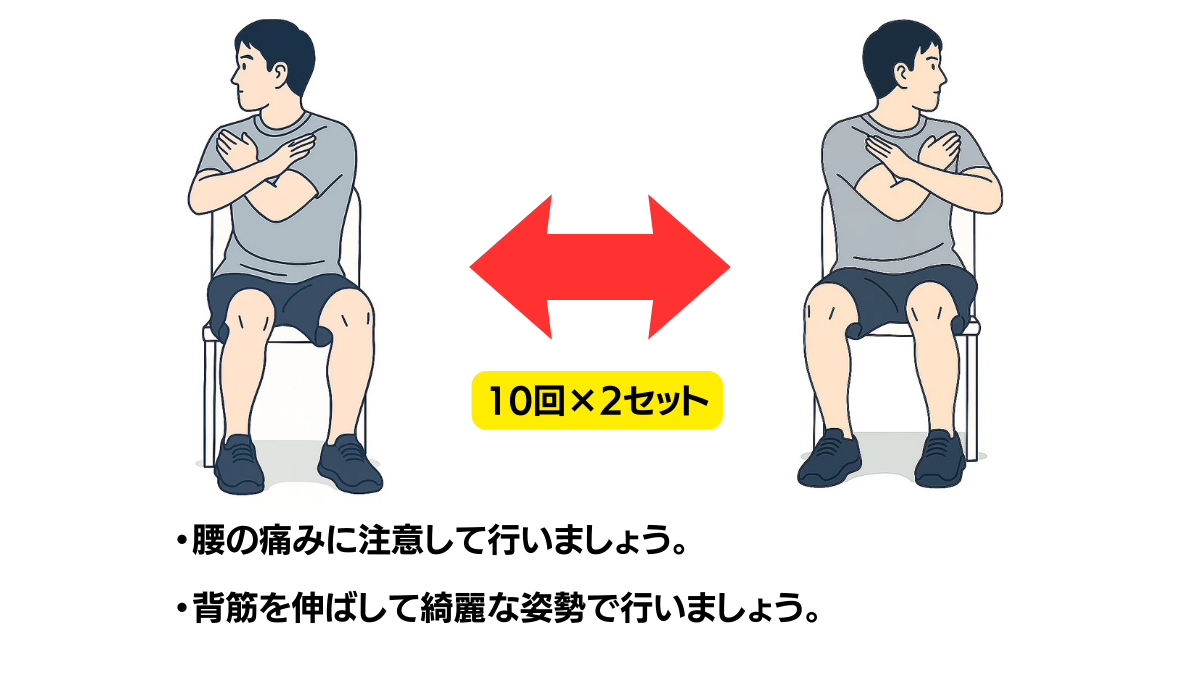 10回×2セット
・腰の痛みに注意して行いましょう。
・背筋を伸ばして綺麗な姿勢で行いましょう。